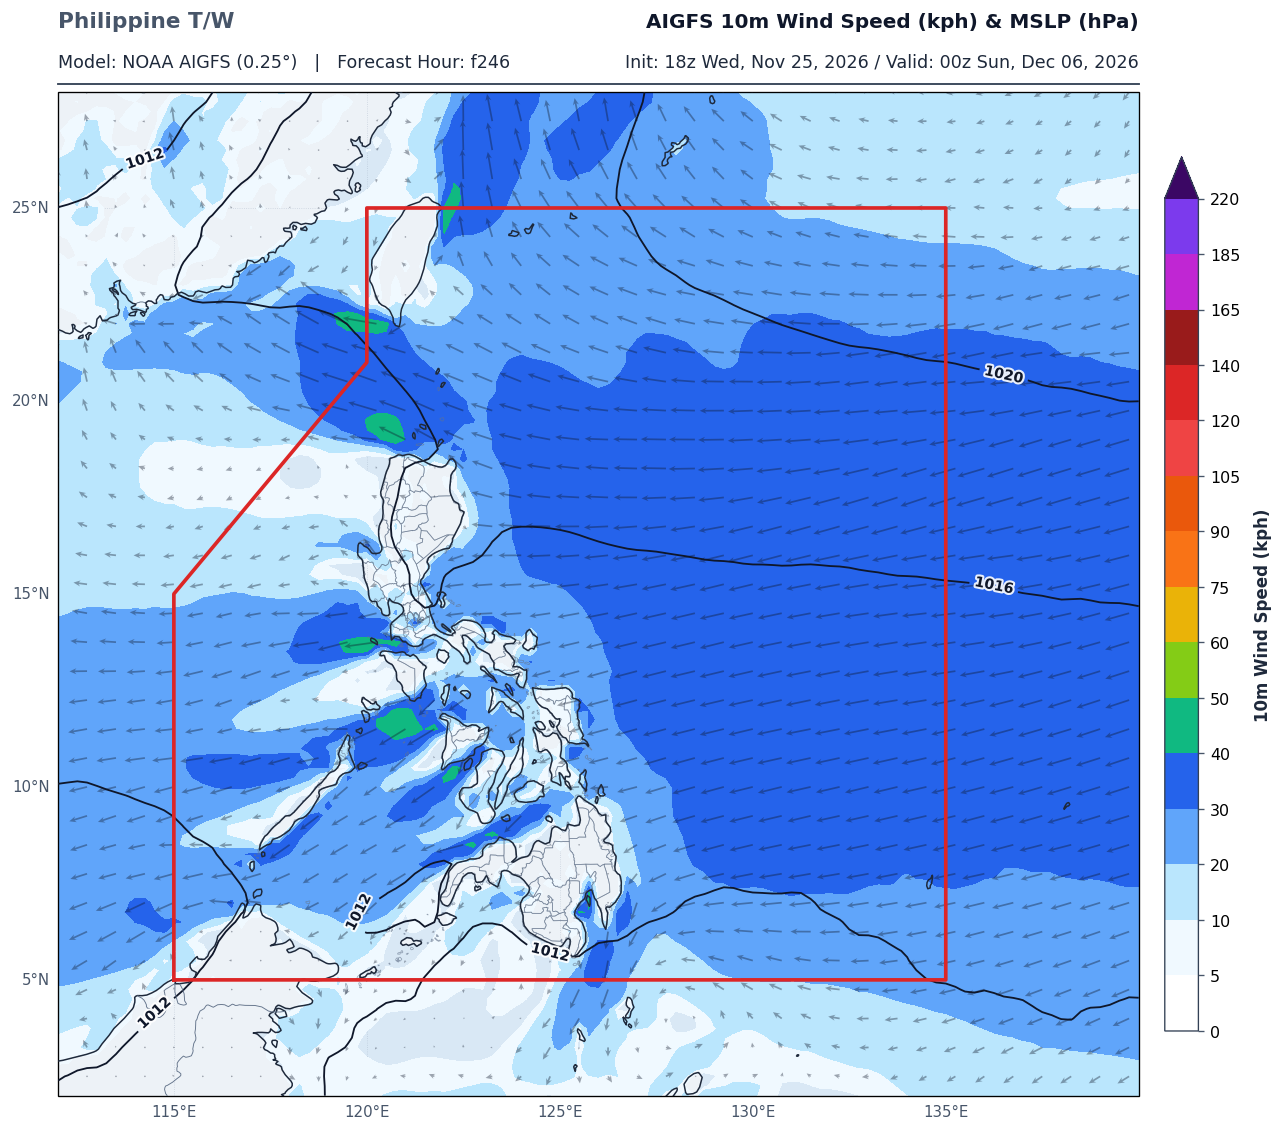 Philippine T/W
AIGFS 10m Wind Speed (kph) & MSLP (hPa)
Model: NOAA AIGFS (0.25°) | Forecast Hour: f246
Init: 18z Wed, Nov 25, 2026 / Valid: 00z Sun, Dec 06, 2026
1012
1020
1016
1012
1012
1012
25°N
20°N
15°N
10°N
5°N
115°E
120°E
125°E
130°E
135°E
220
185
165
140
120
105
90
75
60
50
40
30
20
10
5
0
10m Wind Speed (kph)